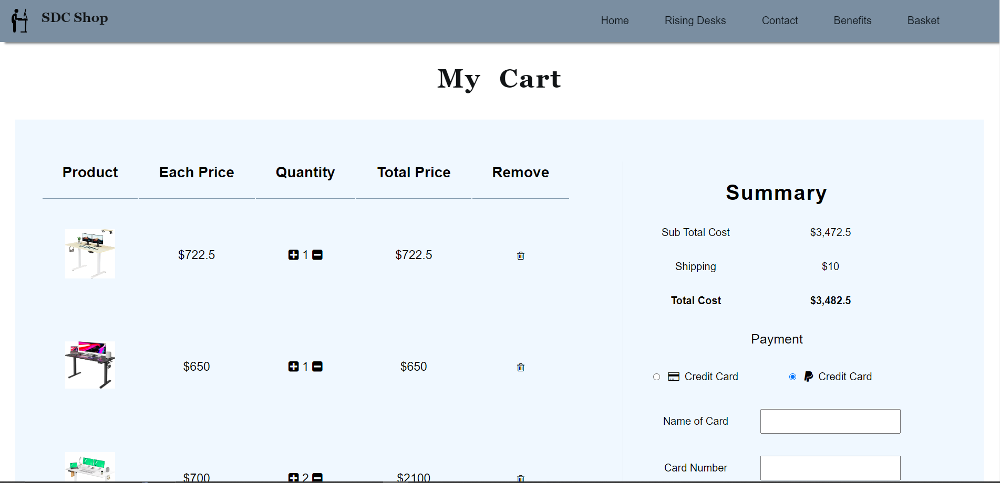 SDC Shop
Home Rising Desks Contact Benefits Basket
My Cart
Product Each Price Quantity Total Price Remove
$722.5 1 $722.5
$650 1 $650
$700 2 $2100
Summary
Sub Total Cost $3,472.5
Shipping $10
Total Cost $3,482.5
Payment
Credit Card Credit Card
Name of Card
Card Number